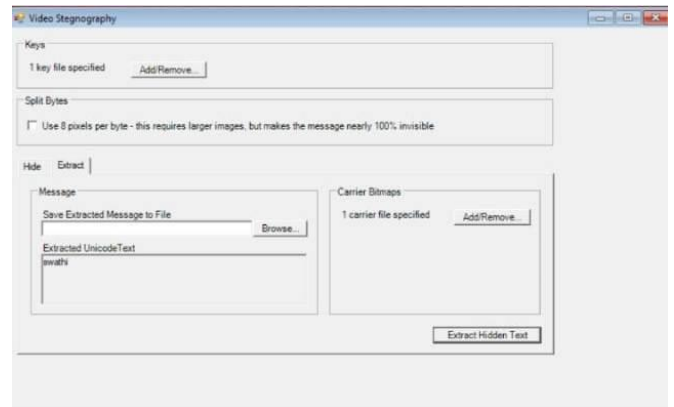 Video Stegnography
Keys
1 key file specified
Add/Remove...
Split Bytes
Use 8 pixels per byte - this requires larger images, but makes the message nearly 100% invisible
Hide Extract
Message
Save Extracted Message to File
Browse...
Extracted UnicodeText
swathi
Carrier Bitmaps
1 carrier file specified
Add/Remove...
Extract Hidden Text